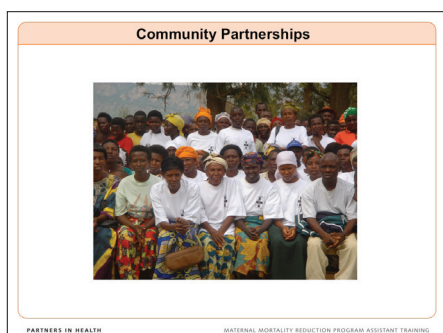 Community Partnerships
PARTNERS IN HEALTH
MATERNAL MORTALITY REDUCTION PROGRAM ASSISTANT TRAINING